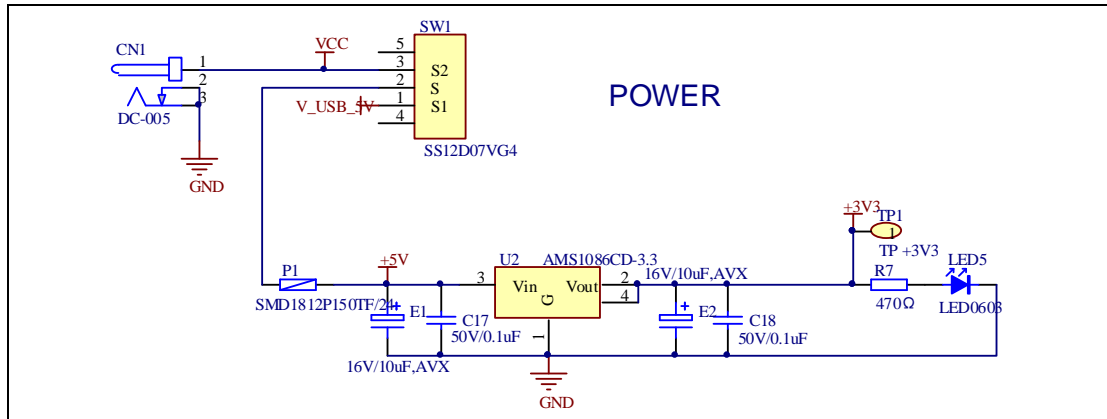 SW1
CN1
VCC
5
1
3
S2
2
2
S
3
V_USB_5V
1
S1
4
DC-005
POWER
SS12D07VG4
GND
+3V3
TP1
1
TP +3V3
P1
+5V
U2
AMS1086CD-3.3
R7
LED5
3
Vin
G
Vout
2
4
16V/10uF,AVX
SMD1812P150TF/24
E1
C17
50V/0.1uF
E2
C18
50V/0.1uF
470Ω
LED0603
1
16V/10uF,AVX
GND